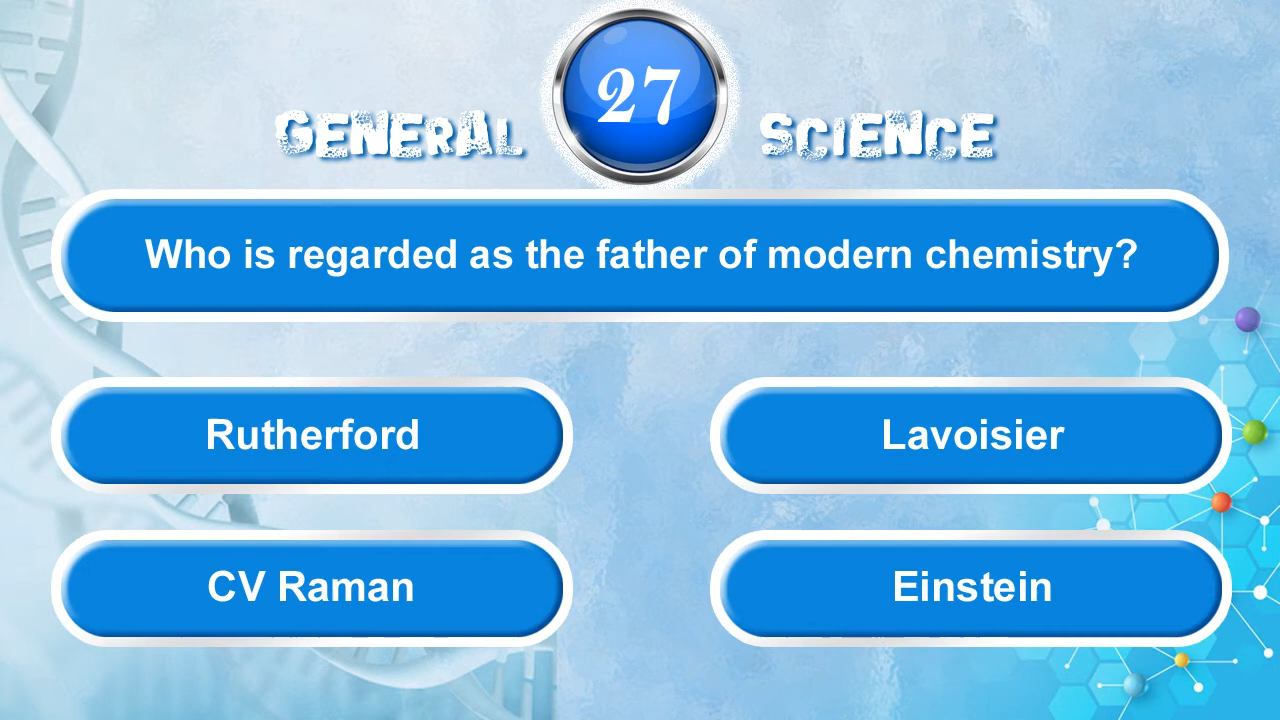 27
GENERAL SCIENCE
Who is regarded as the father of modern chemistry?
Rutherford
Lavoisier
CV Raman
Einstein